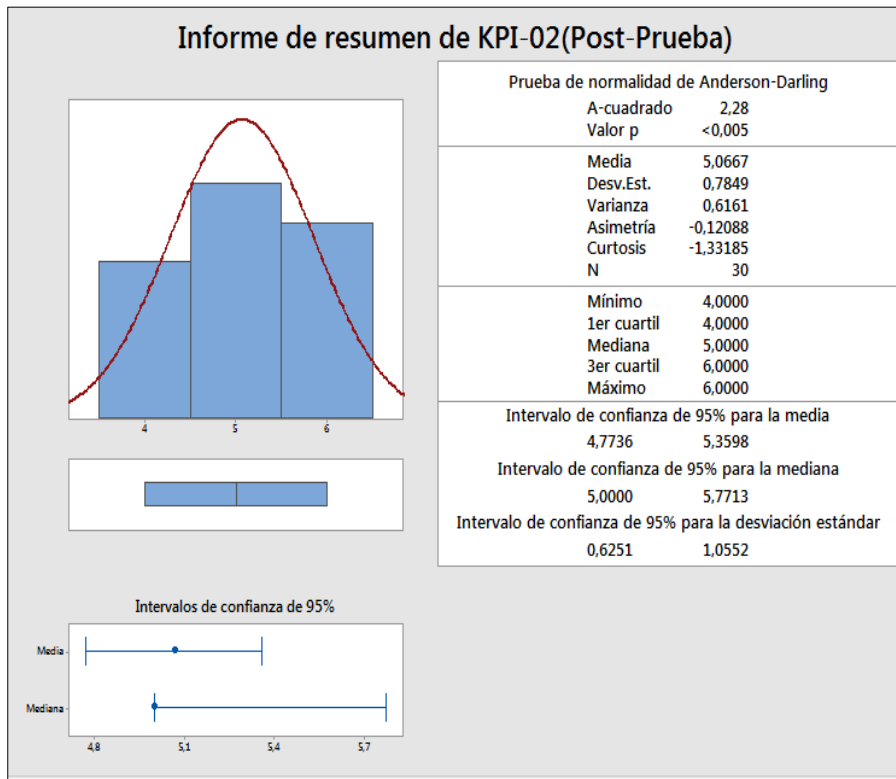 Informe de resumen de KPI-02(Post-Prueba)
Prueba de normalidad de Anderson-Darling
A-cuadrado 2,28
Valor p <0,005
Media 5,0667
Desv.Est. 0,7849
Varianza 0,6161
Asimetría -0,12088
Curtosis -1,33185
N 30
Mínimo 4,0000
1er cuartil 4,0000
Mediana 5,0000
3er cuartil 6,0000
Máximo 6,0000
Intervalo de confianza de 95% para la media
4,7736 5,3598
Intervalo de confianza de 95% para la mediana
5,0000 5,7713
Intervalo de confianza de 95% para la desviación estándar
0,6251 1,0552
4 5 6
Intervalos de confianza de 95%
Media
Mediana
4,8 5,1 5,4 5,7